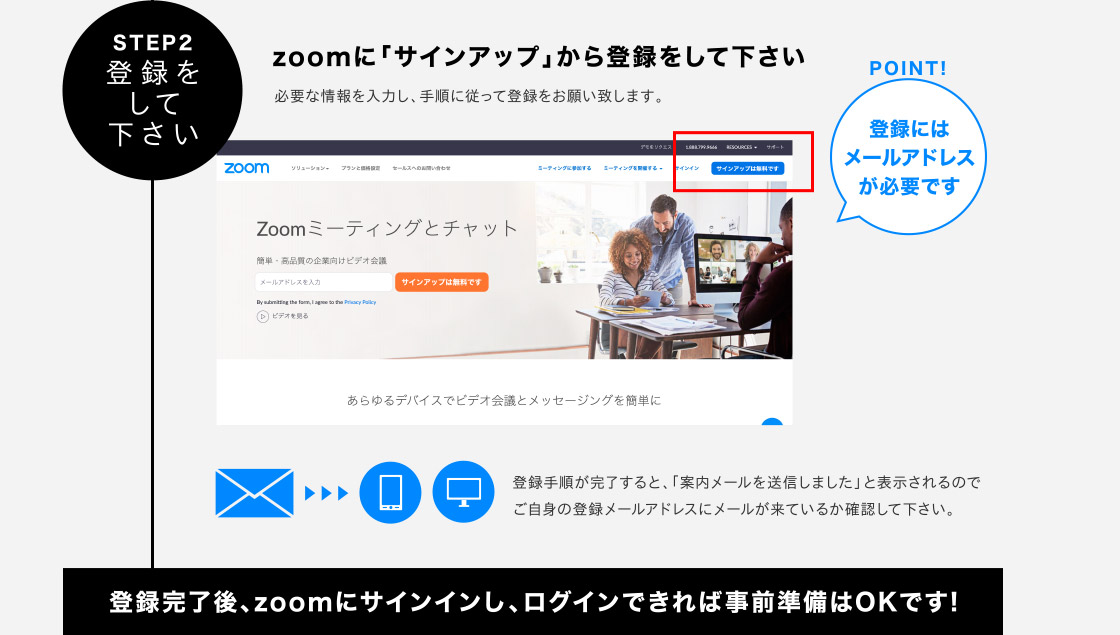 STEP2
登録を
して
下さい
zoomに「サインアップ」から登録をして下さい
必要な情報を入力し、手順に従って登録をお願い致します。
POINT!
登録には
メールアドレス
が必要です
デモをリクエス 1.888.799.9666 RESOURCES サポート
zoom ソリューション プランと価格設定 セールスへのお問い合わせ ミーティングに参加する ミーティングを開催する サインイン サインアップは無料です
Zoomミーティングとチャット
簡単・高品質の企業向けビデオ会議
メールアドレスを入力 サインアップは無料です
By submitting the form, I agree to the Privacy Policy
ビデオを見る
あらゆるデバイスでビデオ会議とメッセージングを簡単に
登録手順が完了すると、「案内メールを送信しました」と表示されるので
ご自身の登録メールアドレスにメールが来ているか確認して下さい。
登録完了後、zoomにサインインし、ログインできれば事前準備はOKです!